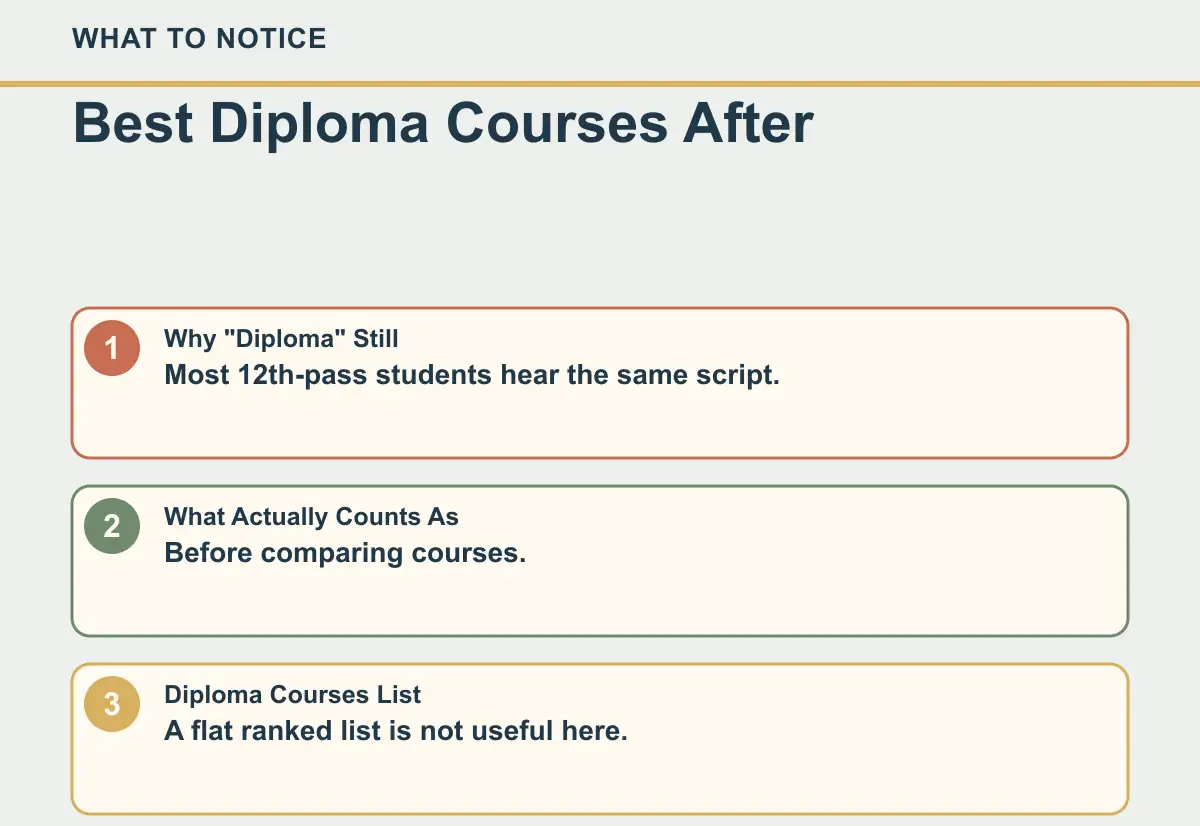 WHAT TO NOTICE
Best Diploma Courses After
1
Why "Diploma" Still
Most 12th-pass students hear the same script.
2
What Actually Counts As
Before comparing courses.
3
Diploma Courses List
A flat ranked list is not useful here.